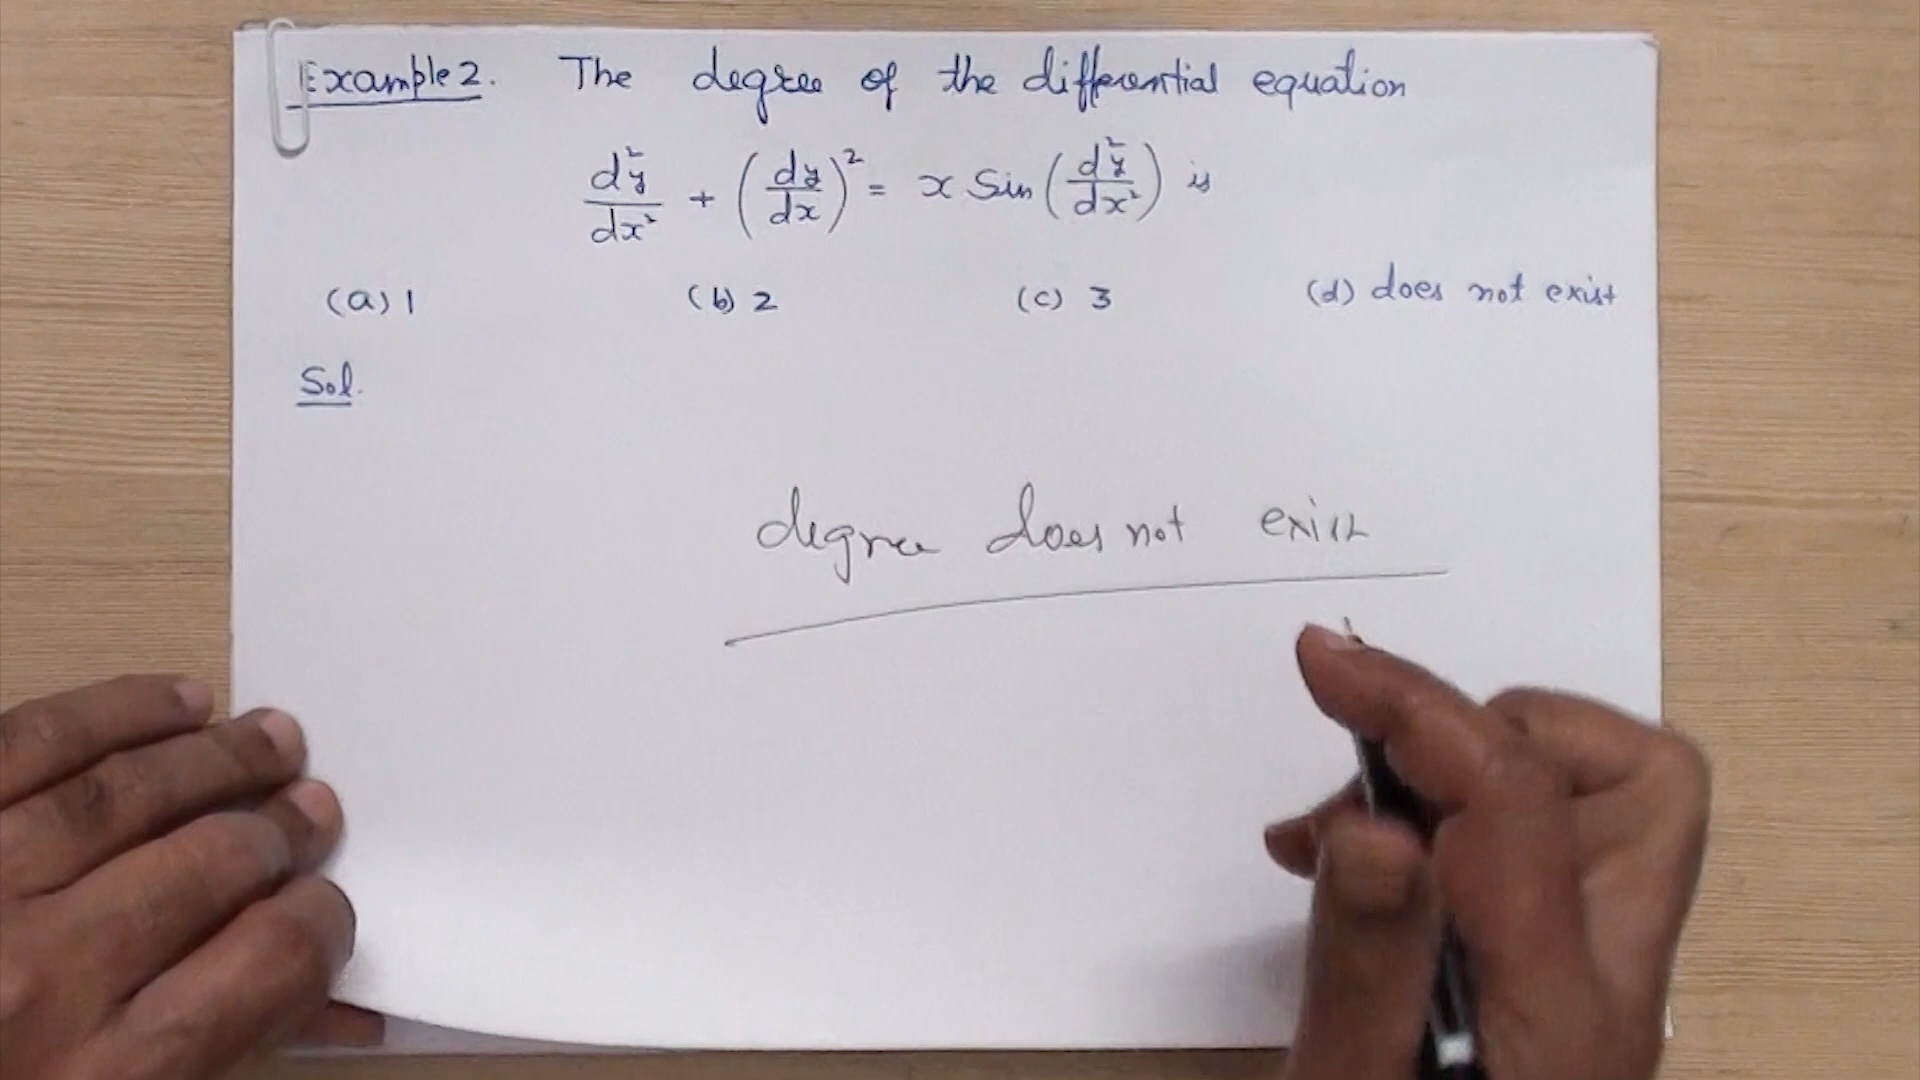 Example 2. The degree of the differential equation
d²y/dx² + (dy/dx)² = x Sin (d²y/dx²) is
(a) 1 (b) 2 (c) 3 (d) does not exist
Sol.
degree does not exist